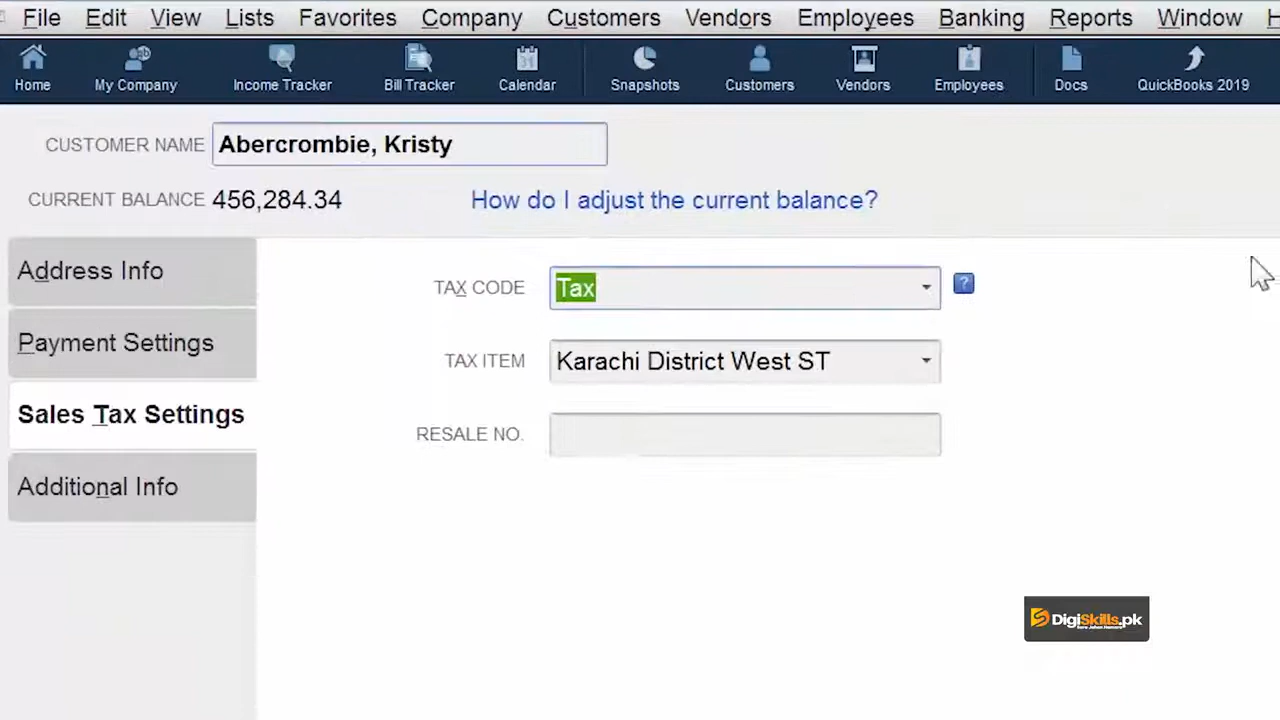 File Edit View Lists Favorites Company Customers Vendors Employees Banking Reports Window H
Home My Company Income Tracker Bill Tracker Calendar Snapshots Customers Vendors Employees Docs QuickBooks 2019
CUSTOMER NAME Abercrombie, Kristy
CURRENT BALANCE 456,284.34 How do I adjust the current balance?
Address Info
Payment Settings
Sales Tax Settings
Additional Info
TAX CODE Tax ?
TAX ITEM Karachi District West ST
RESALE NO.
DigiSkills.pk